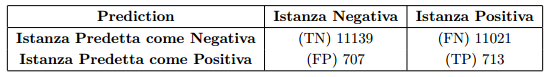 Prediction Istanza Negativa Istanza Positiva
Istanza Predetta come Negativa (TN) 11139 (FN) 11021
Istanza Predetta come Positiva (FP) 707 (TP) 713